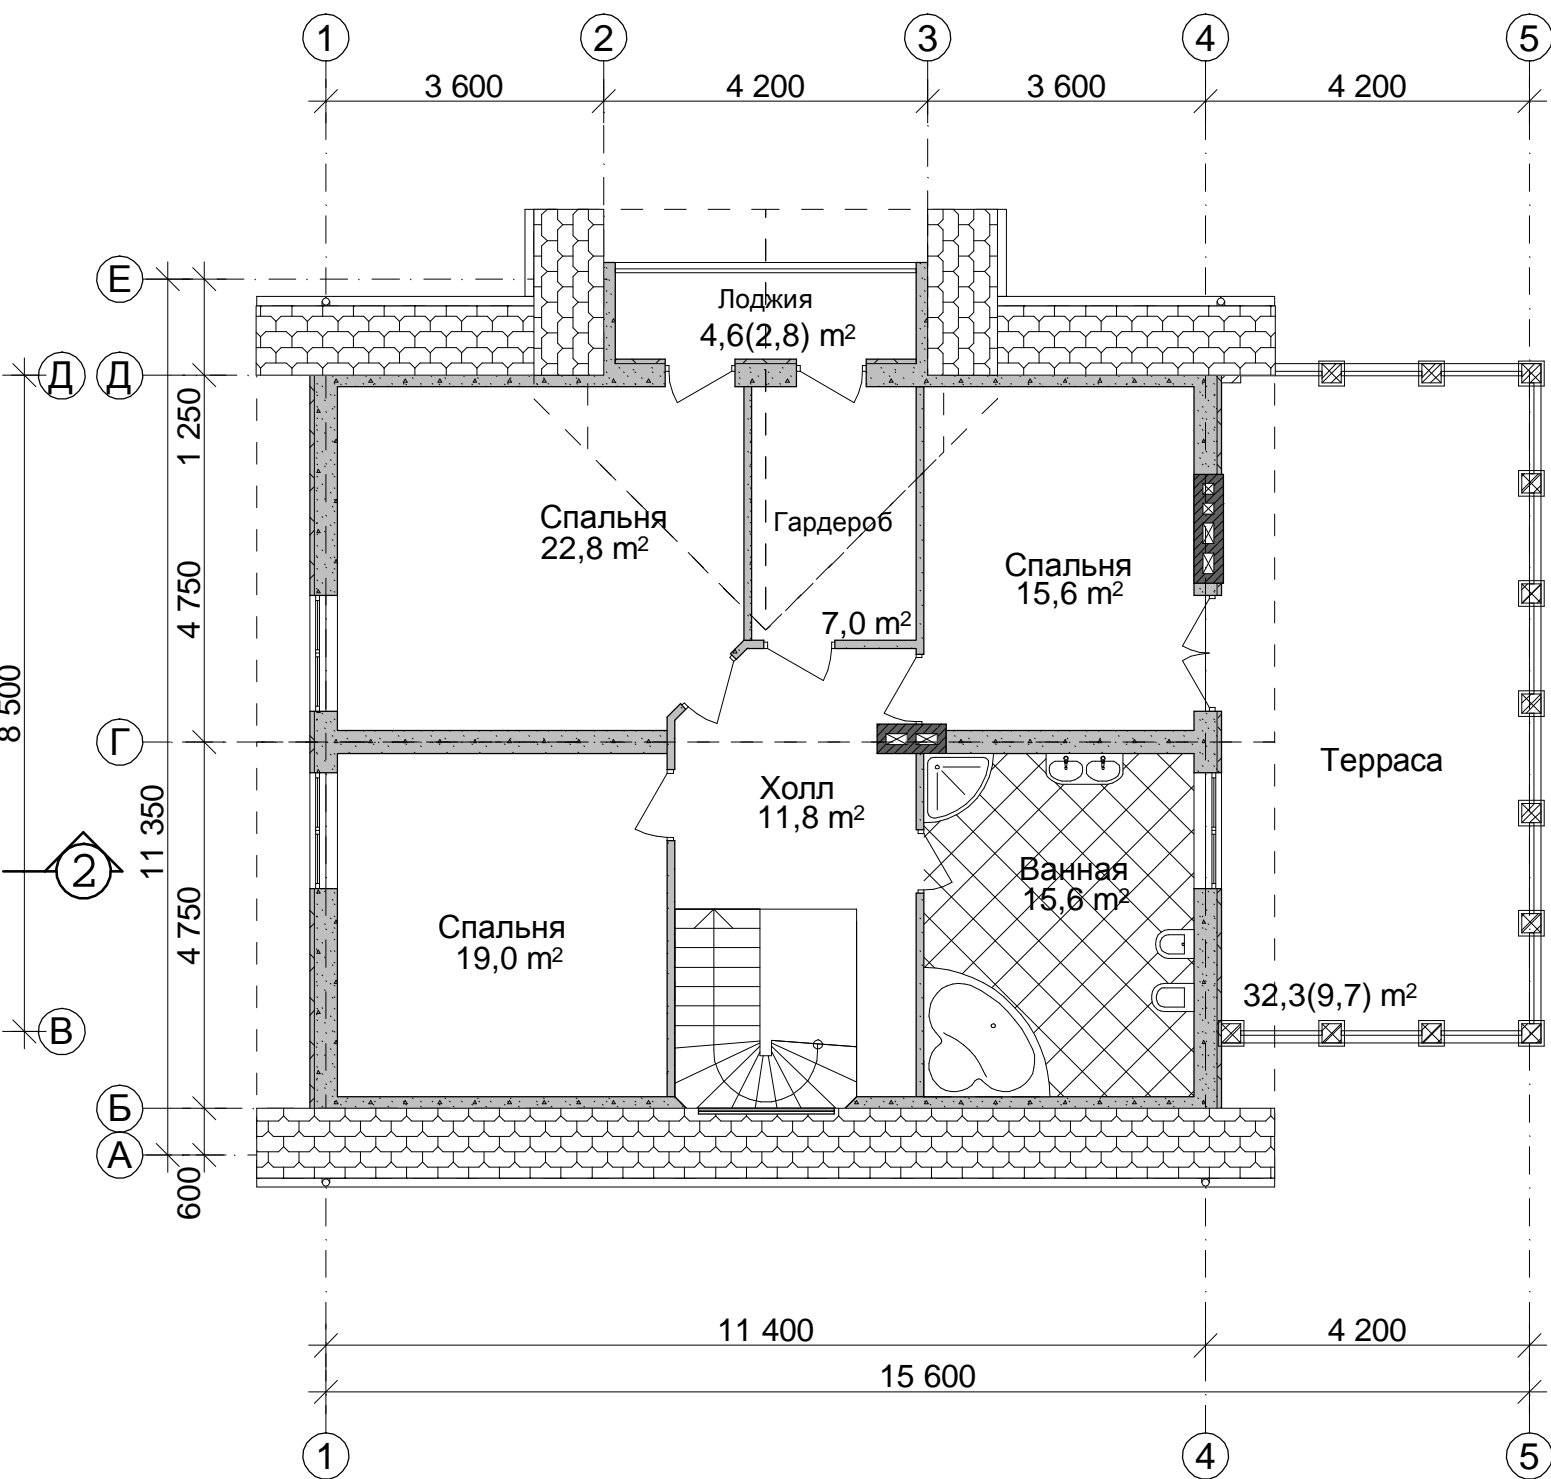 1 2 3 4 5
3 600 4 200 3 600 4 200
Е
Лоджия
4,6(2,8) m²
Д Д
1 250
Спальня
22,8 m²
Гардероб
7,0 m²
Спальня
15,6 m²
4 750
8 500
Г
Терраса
Холл
11,8 m²
11 350
2
Ванная
15,6 m²
4 750
Спальня
19,0 m²
32,3(9,7) m²
В
Б
А
600
11 400 4 200
15 600
1 4 5